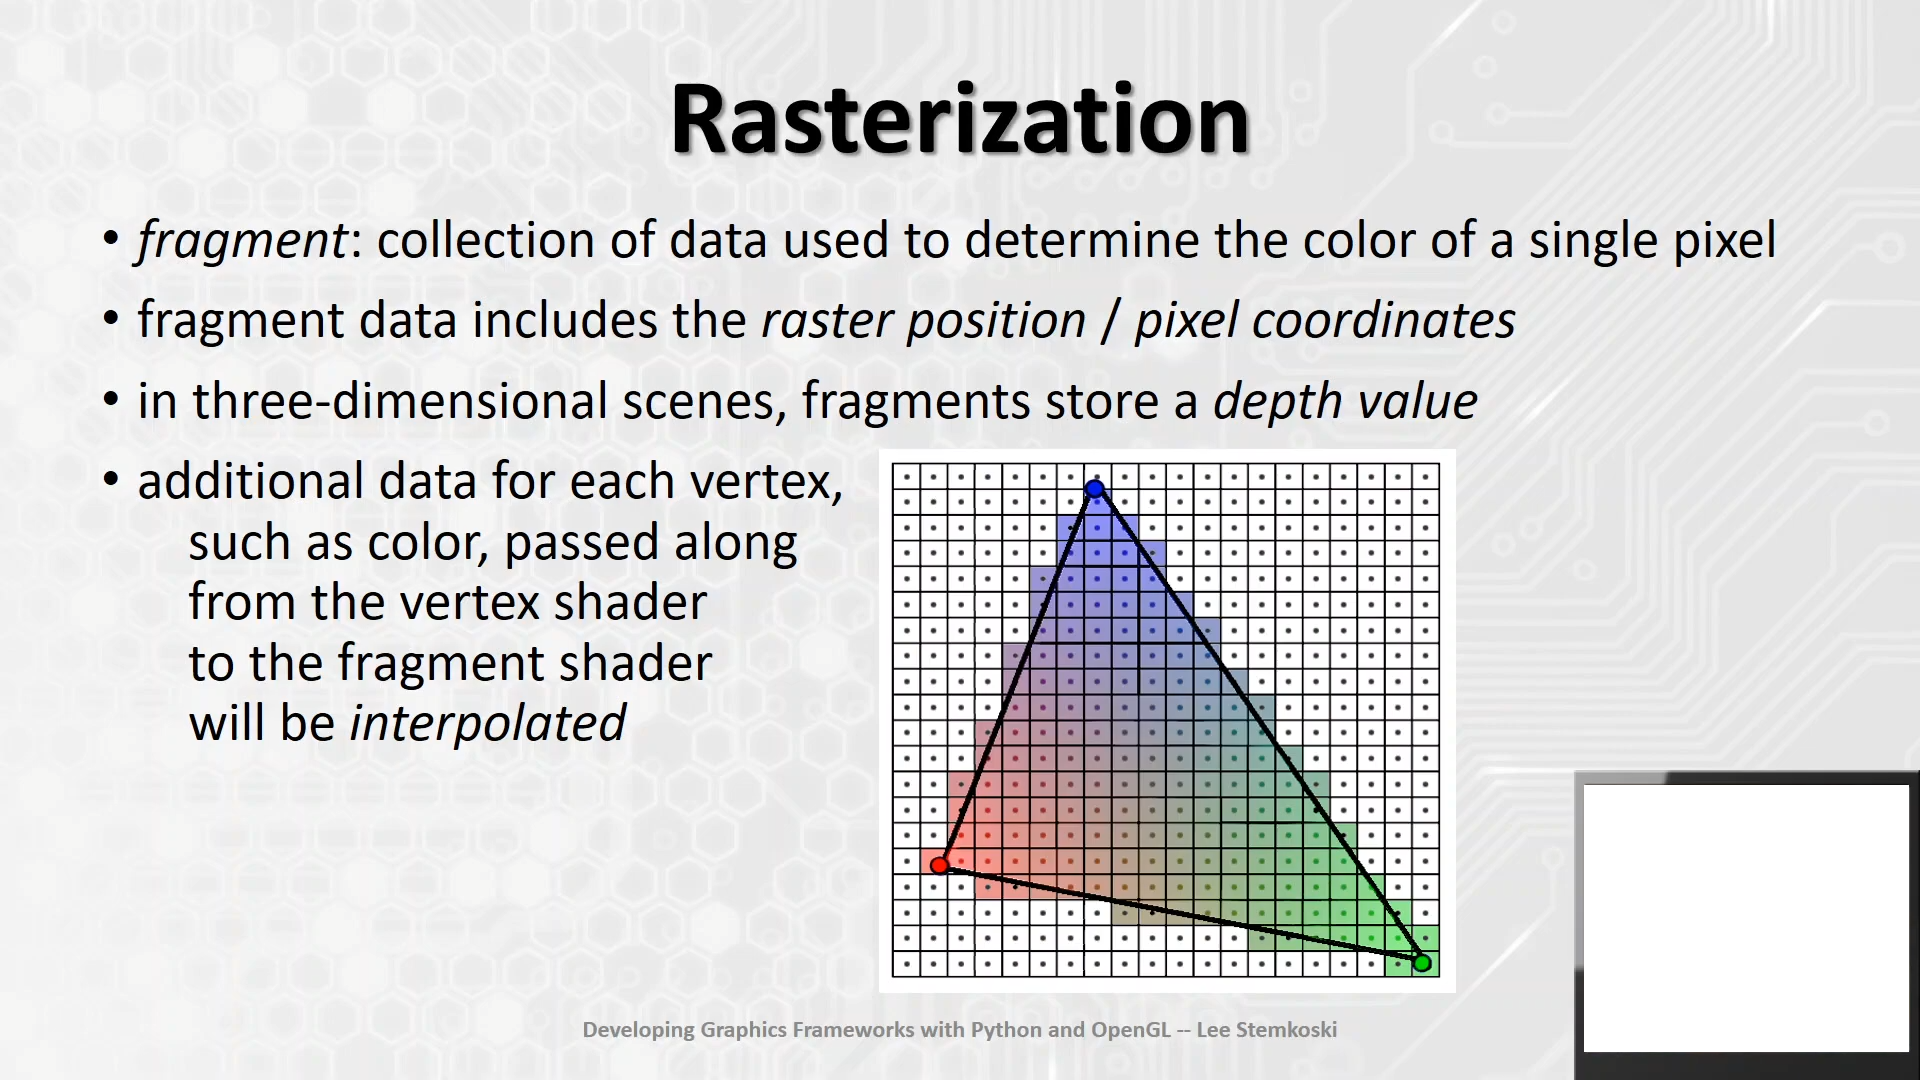 Rasterization
• fragment: collection of data used to determine the color of a single pixel
• fragment data includes the raster position / pixel coordinates
• in three-dimensional scenes, fragments store a depth value
• additional data for each vertex,
such as color, passed along
from the vertex shader
to the fragment shader
will be interpolated
Developing Graphics Frameworks with Python and OpenGL -- Lee Stemkoski